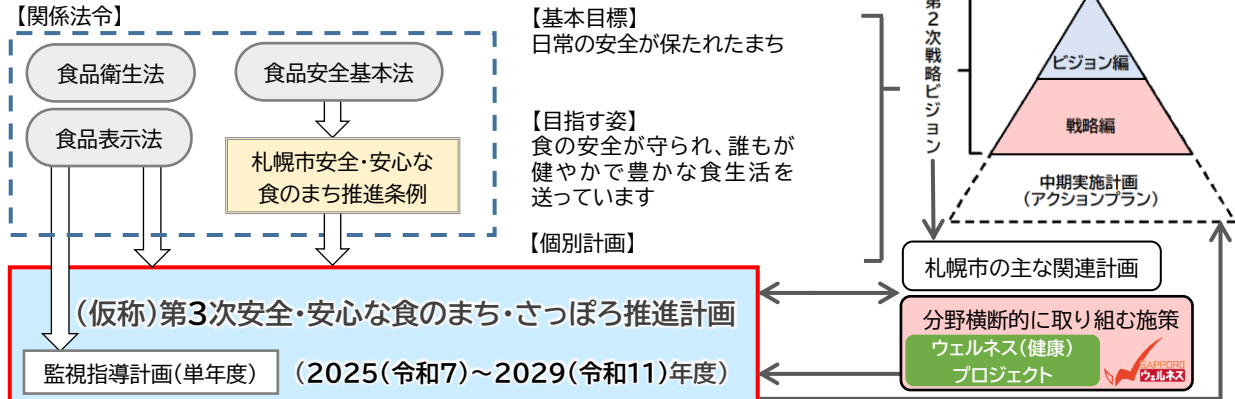 【関係法令】
食品衛生法
食品安全基本法
食品表示法
札幌市安全・安心な
食のまち推進条例
【基本目標】
日常の安全が保たれたまち
【目指す姿】
食の安全が守られ、誰もが
健やかで豊かな食生活を
送っています
【個別計画】
第2次戦略ビジョン
ビジョン編
戦略編
中期実施計画
（アクションプラン）
札幌市の主な関連計画
分野横断的に取り組む施策
ウェルネス（健康）
プロジェクト
SAPPORO
ウェルネス
（仮称）第3次安全・安心な食のまち・さっぽろ推進計画
監視指導計画（単年度）
（2025（令和7）～2029（令和11）年度）